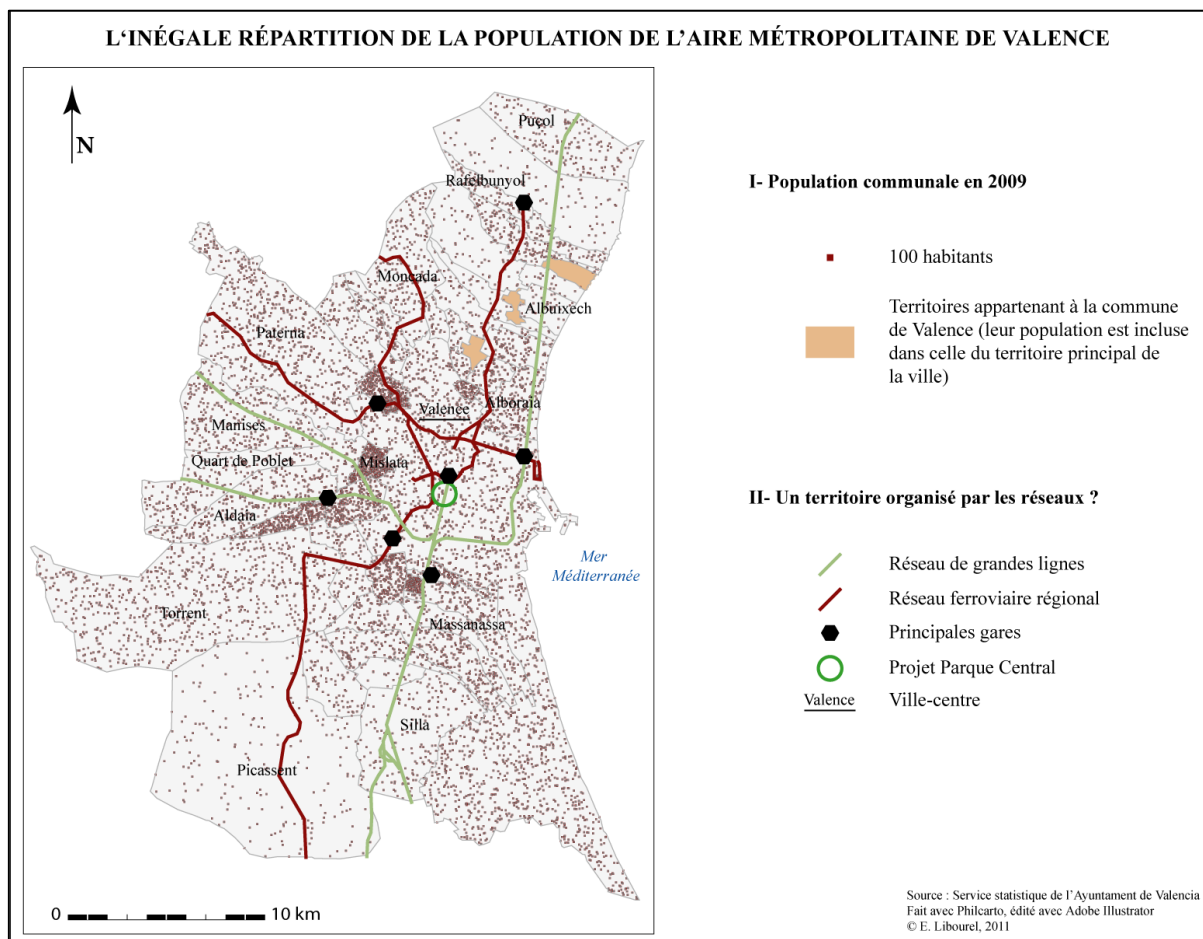 L‘INÉGALE RÉPARTITION DE LA POPULATION DE L’AIRE MÉTROPOLITAINE DE VALENCE
N
Puçol
Rafelbunyol
Moncada
Albuixech
Paterna
Valence
Alboraia
Manises
Quart de Poblet
Mislata
Aldaia
Mer
Méditerranée
Torrent
Massanassa
Silla
Picassent
0 10 km
I- Population communale en 2009
100 habitants
Territoires appartenant à la commune
de Valence (leur population est incluse
dans celle du territoire principal de
la ville)
II- Un territoire organisé par les réseaux ?
Réseau de grandes lignes
Réseau ferroviaire régional
Principales gares
Projet Parque Central
Valence Ville-centre
Source : Service statistique de l’Ayuntament de Valencia
Fait avec Philcarto, édité avec Adobe Illustrator
© E. Libourel, 2011